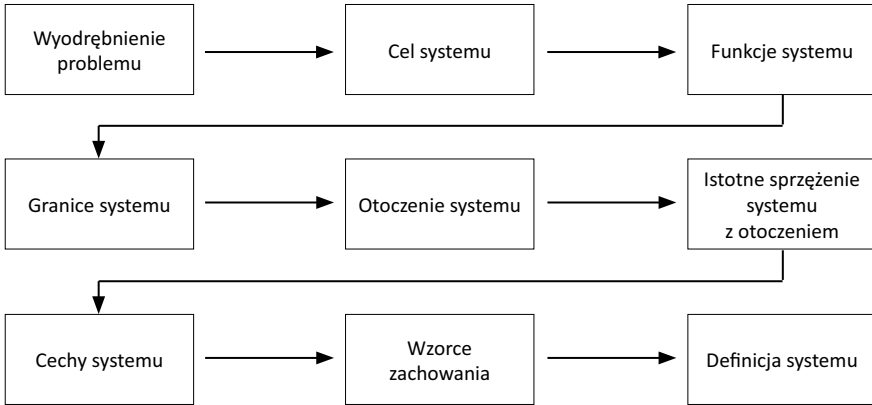 Wyodrębnienie
problemu
Cel systemu
Funkcje systemu
Granice systemu
Otoczenie systemu
Istotne sprzężenie
systemu
z otoczeniem
Cechy systemu
Wzorce
zachowania
Definicja systemu